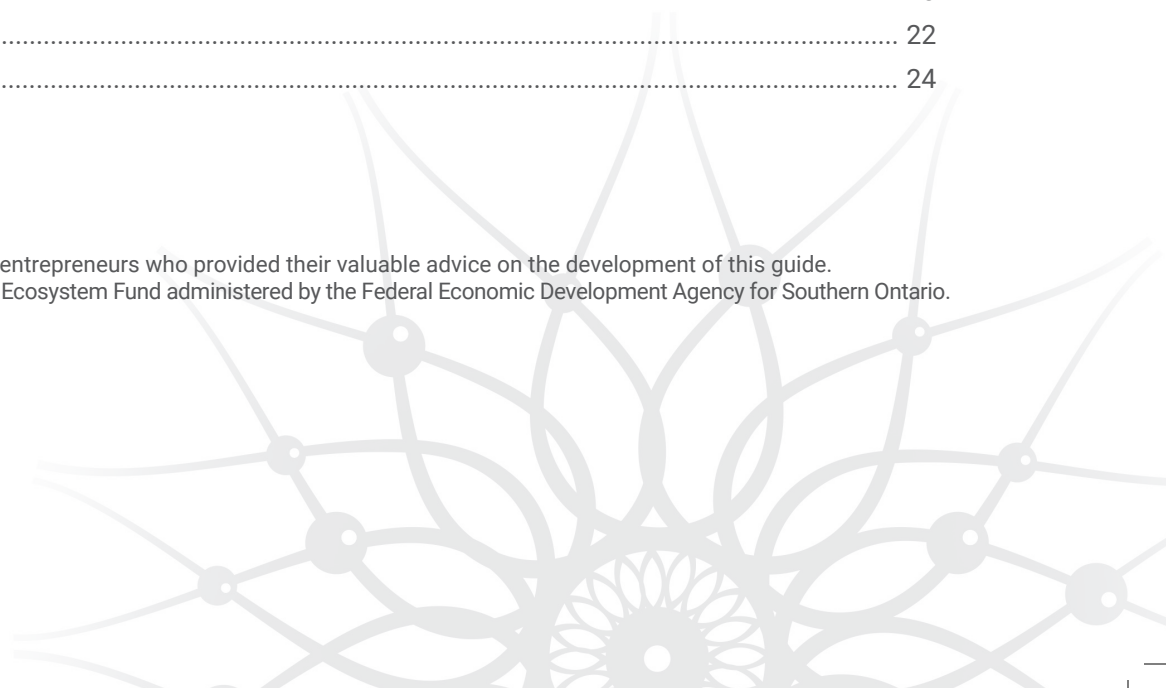 ........................................................................................................................................ 22
........................................................................................................................................ 24
entrepreneurs who provided their valuable advice on the development of this guide.
Ecosystem Fund administered by the Federal Economic Development Agency for Southern Ontario.